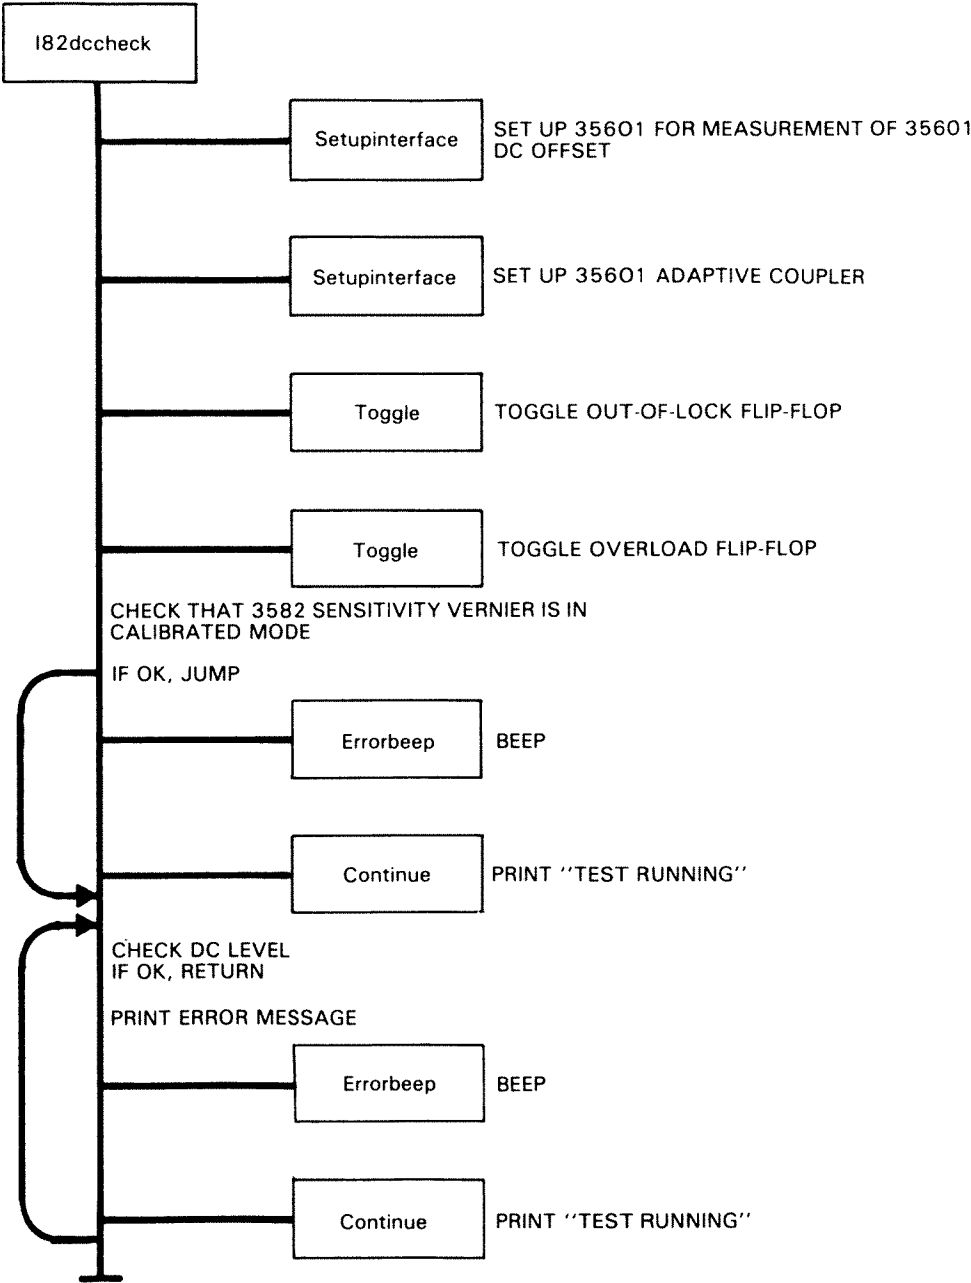 I82dccheck
Setupinterface
SET UP 35601 FOR MEASUREMENT OF 35601
DC OFFSET
Setupinterface
SET UP 35601 ADAPTIVE COUPLER
Toggle
TOGGLE OUT-OF-LOCK FLIP-FLOP
Toggle
TOGGLE OVERLOAD FLIP-FLOP
CHECK THAT 3582 SENSITIVITY VERNIER IS IN
CALIBRATED MODE
IF OK, JUMP
Errorbeep
BEEP
Continue
PRINT ''TEST RUNNING''
CHECK DC LEVEL
IF OK, RETURN
PRINT ERROR MESSAGE
Errorbeep
BEEP
Continue
PRINT ''TEST RUNNING''